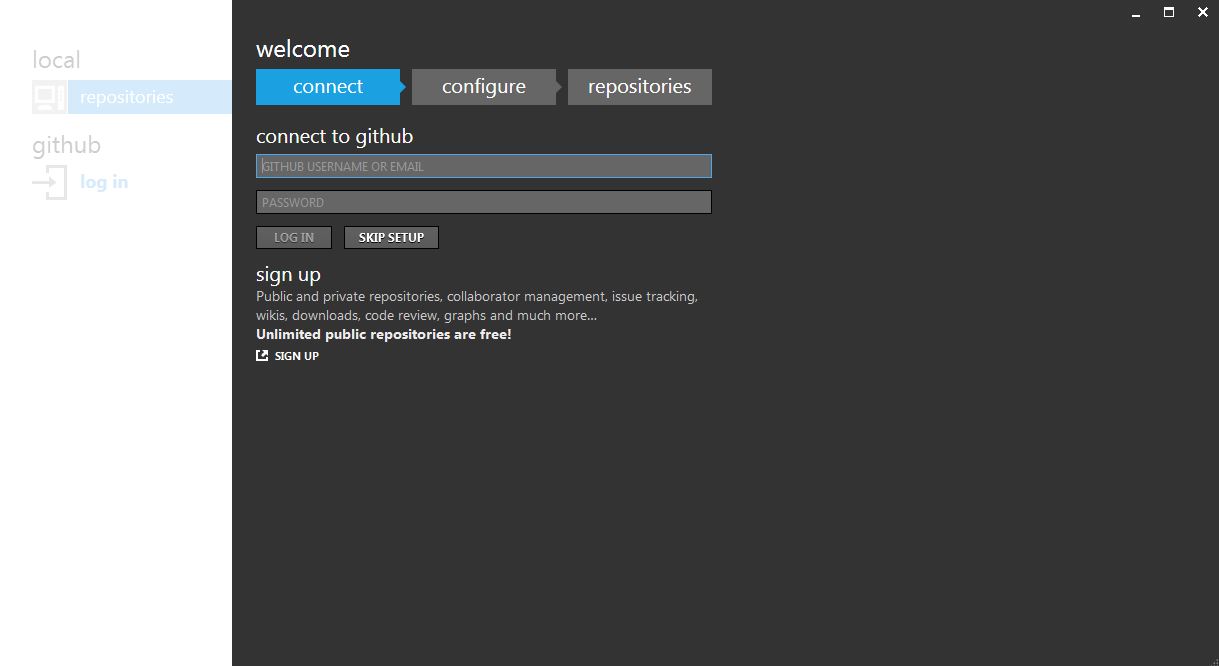 local
repositories
github
log in
welcome
connect
configure
repositories
connect to github
GITHUB USERNAME OR EMAIL
PASSWORD
LOG IN
SKIP SETUP
sign up
Public and private repositories, collaborator management, issue tracking,
wikis, downloads, code review, graphs and much more...
Unlimited public repositories are free!
SIGN UP